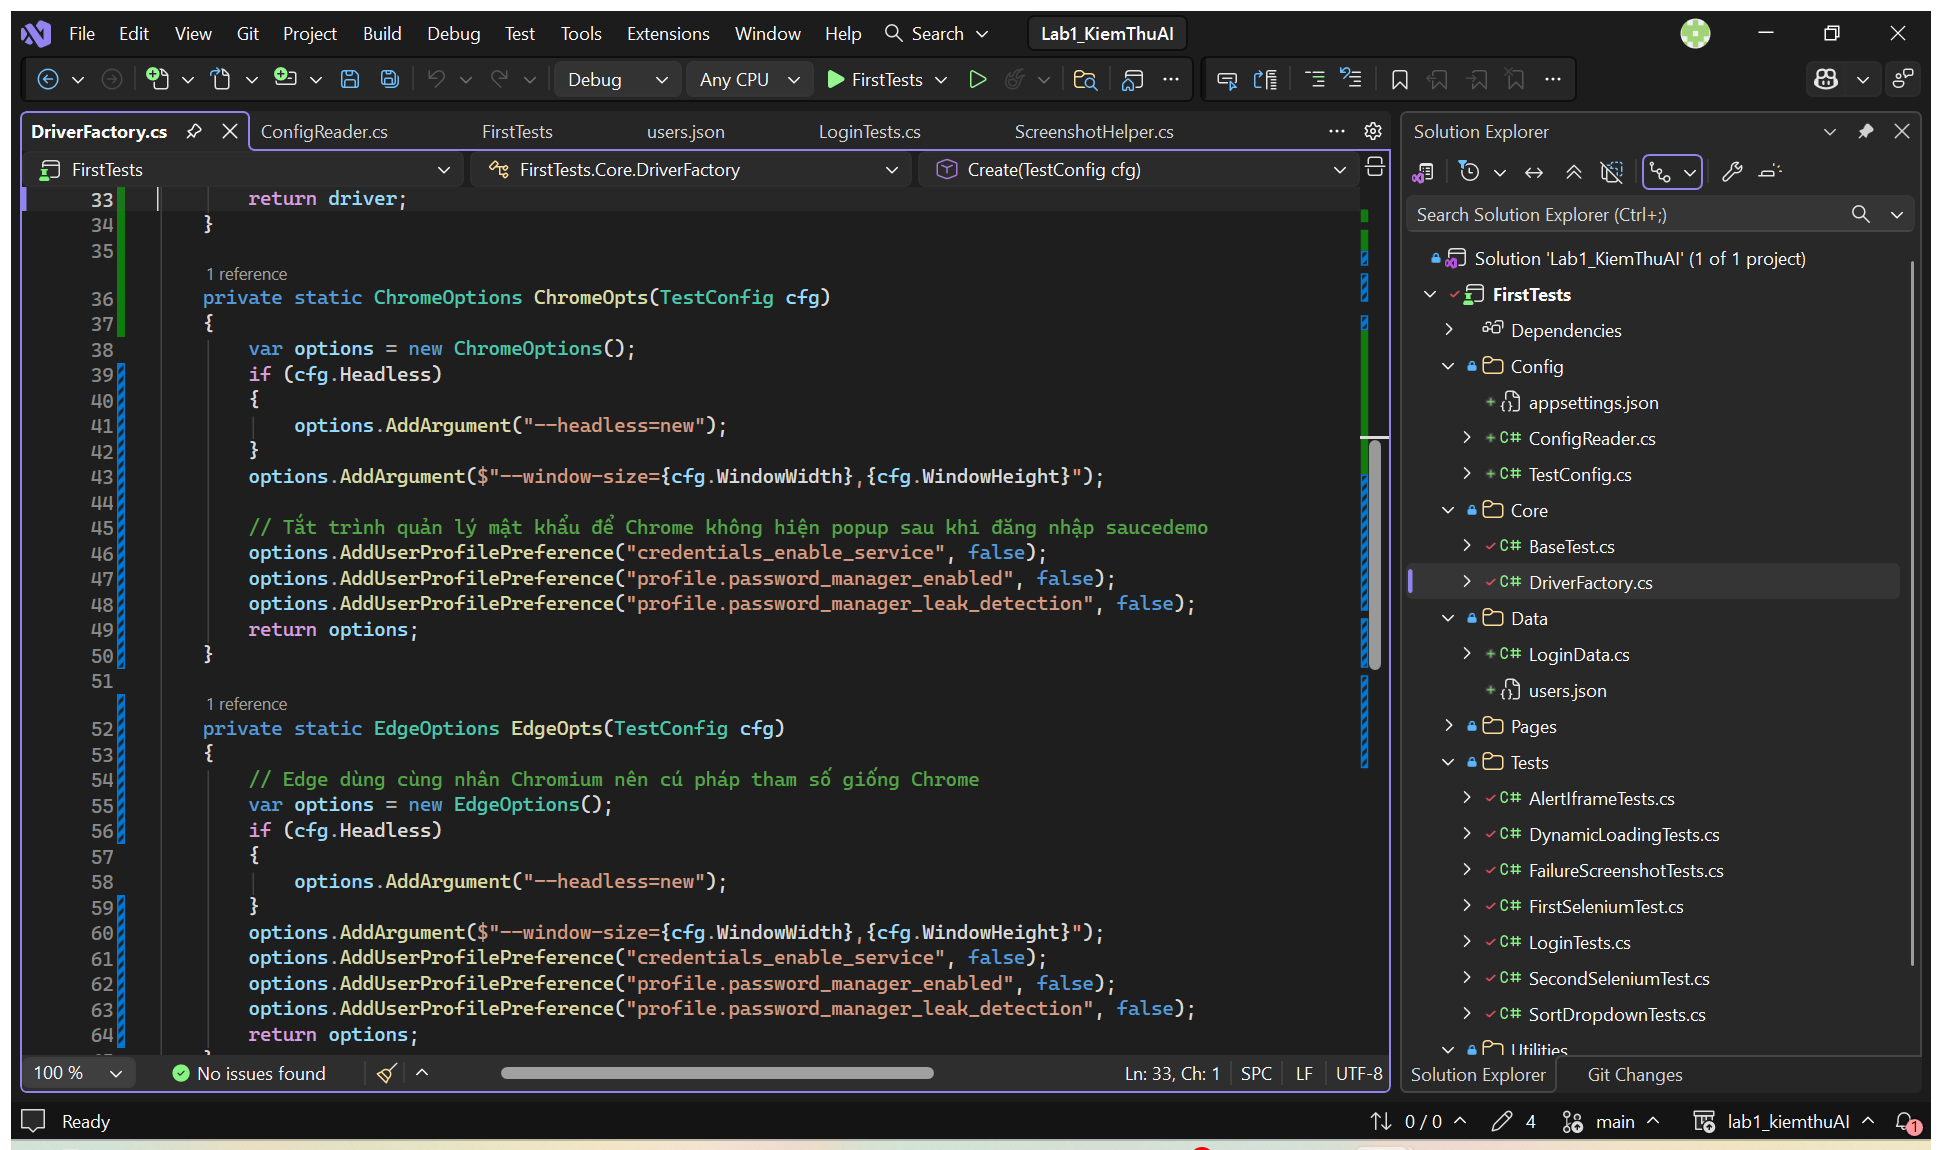 File Edit View Git Project Build Debug Test Tools Extensions Window Help Search Lab1_KiemThuAI
Debug Any CPU FirstTests
DriverFactory.cs ConfigReader.cs FirstTests users.json LoginTests.cs ScreenshotHelper.cs
FirstTests FirstTests.Core.DriverFactory Create(TestConfig cfg)
33 return driver;
34 }
35
1 reference
36 private static ChromeOptions ChromeOpts(TestConfig cfg)
37 {
38 var options = new ChromeOptions();
39 if (cfg.Headless)
40 {
41 options.AddArgument("--headless=new");
42 }
43 options.AddArgument($"--window-size={cfg.WindowWidth},{cfg.WindowHeight}");
44
45 // Tắt trình quản lý mật khẩu để Chrome không hiện popup sau khi đăng nhập saucedemo
46 options.AddUserProfilePreference("credentials_enable_service", false);
47 options.AddUserProfilePreference("profile.password_manager_enabled", false);
48 options.AddUserProfilePreference("profile.password_manager_leak_detection", false);
49 return options;
50 }
51
1 reference
52 private static EdgeOptions EdgeOpts(TestConfig cfg)
53 {
54 // Edge dùng cùng nhân Chromium nên cú pháp tham số giống Chrome
55 var options = new EdgeOptions();
56 if (cfg.Headless)
57 {
58 options.AddArgument("--headless=new");
59 }
60 options.AddArgument($"--window-size={cfg.WindowWidth},{cfg.WindowHeight}");
61 options.AddUserProfilePreference("credentials_enable_service", false);
62 options.AddUserProfilePreference("profile.password_manager_enabled", false);
63 options.AddUserProfilePreference("profile.password_manager_leak_detection", false);
64 return options;
100 % No issues found Ln: 33, Ch: 1 SPC LF UTF-8
Solution Explorer
Search Solution Explorer (Ctrl+;)
Solution 'Lab1_KiemThuAI' (1 of 1 project)
FirstTests
Dependencies
Config
appsettings.json
C# ConfigReader.cs
C# TestConfig.cs
Core
C# BaseTest.cs
C# DriverFactory.cs
Data
C# LoginData.cs
users.json
Pages
Tests
C# AlertIframeTests.cs
C# DynamicLoadingTests.cs
C# FailureScreenshotTests.cs
C# FirstSeleniumTest.cs
C# LoginTests.cs
C# SecondSeleniumTest.cs
C# SortDropdownTests.cs
Utilities
Solution Explorer Git Changes
Ready 0 / 0 4 main lab1_kiemthuAI 1